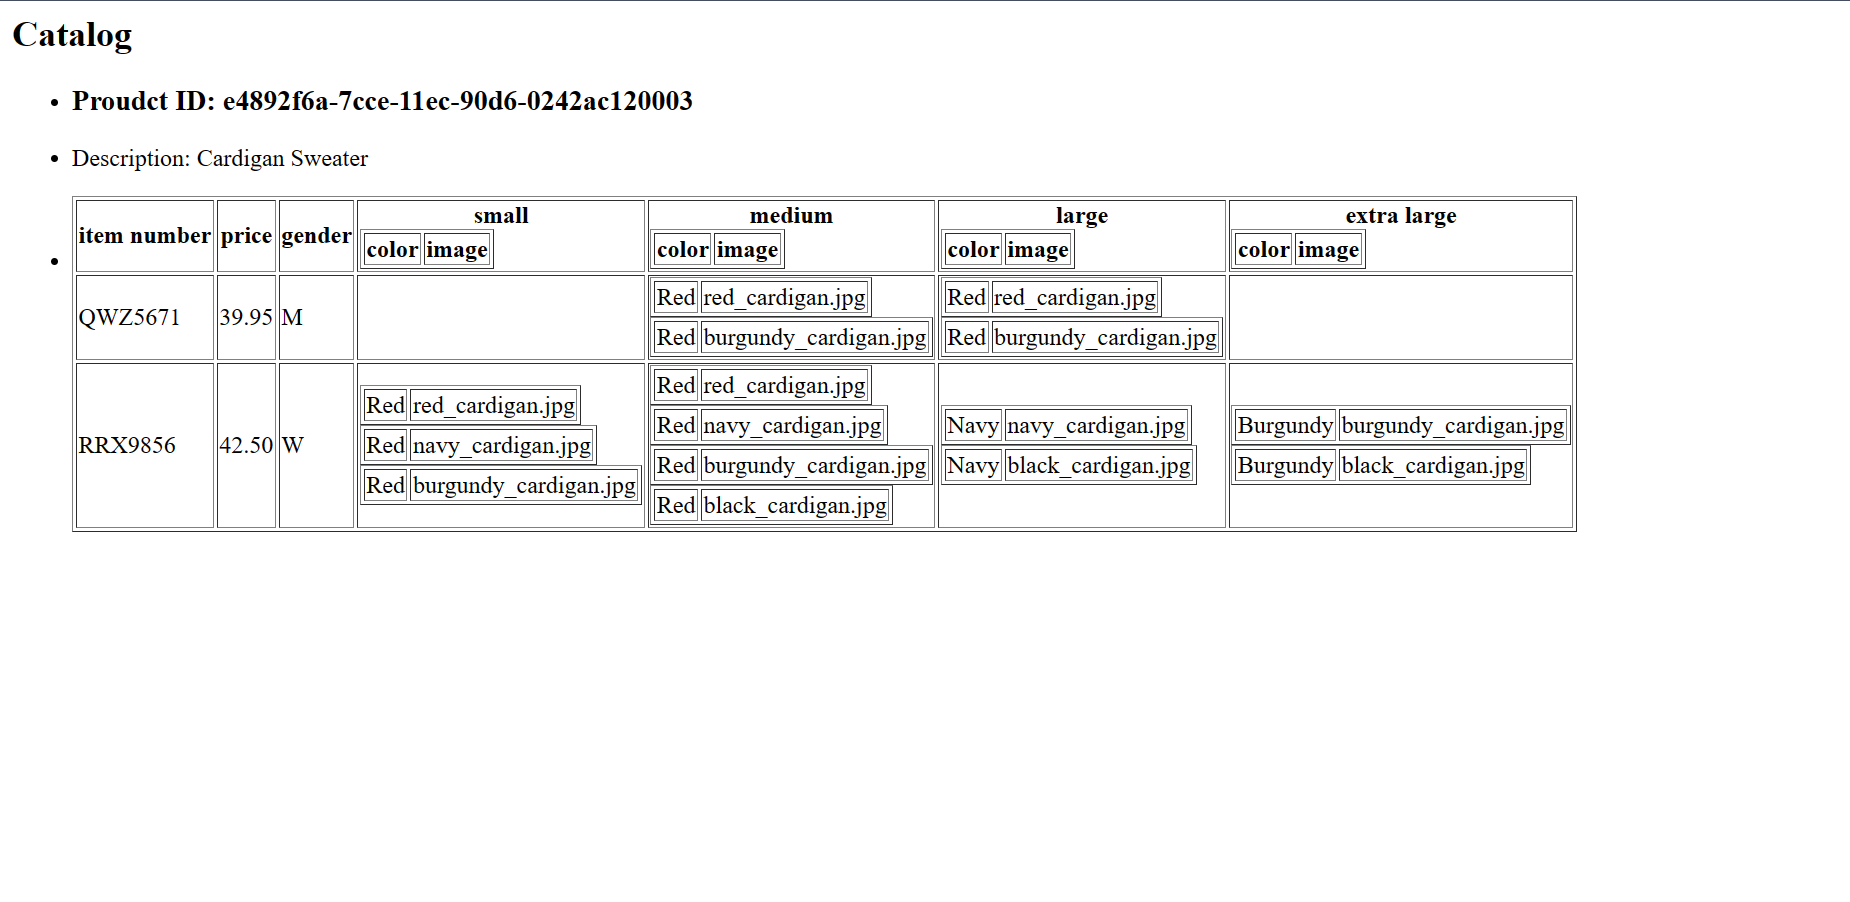 Catalog
Proudct ID: e4892f6a-7cce-11ec-90d6-0242ac120003
Description: Cardigan Sweater
item number price gender small medium large extra large
color image color image color image color image
QWZ5671 39.95 M Red red_cardigan.jpg Red red_cardigan.jpg
Red burgundy_cardigan.jpg Red burgundy_cardigan.jpg
RRX9856 42.50 W Red red_cardigan.jpg Red navy_cardigan.jpg Red burgundy_cardigan.jpg
Red red_cardigan.jpg
Red navy_cardigan.jpg
Red burgundy_cardigan.jpg
Red black_cardigan.jpg
Navy navy_cardigan.jpg
Navy black_cardigan.jpg
Burgundy burgundy_cardigan.jpg
Burgundy black_cardigan.jpg